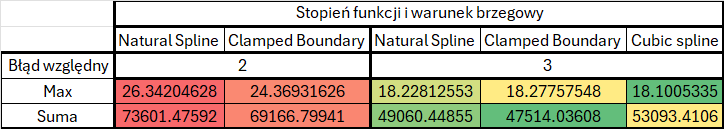 Stopień funkcji i warunek brzegowy
Natural Spline Clamped Boundary Natural Spline Clamped Boundary Cubic spline
Błąd względny 2 3
Max 26.34204628 24.36931626 18.22812553 18.27757548 18.1005335
Suma 73601.47592 69166.79941 49060.44855 47514.03608 53093.4106